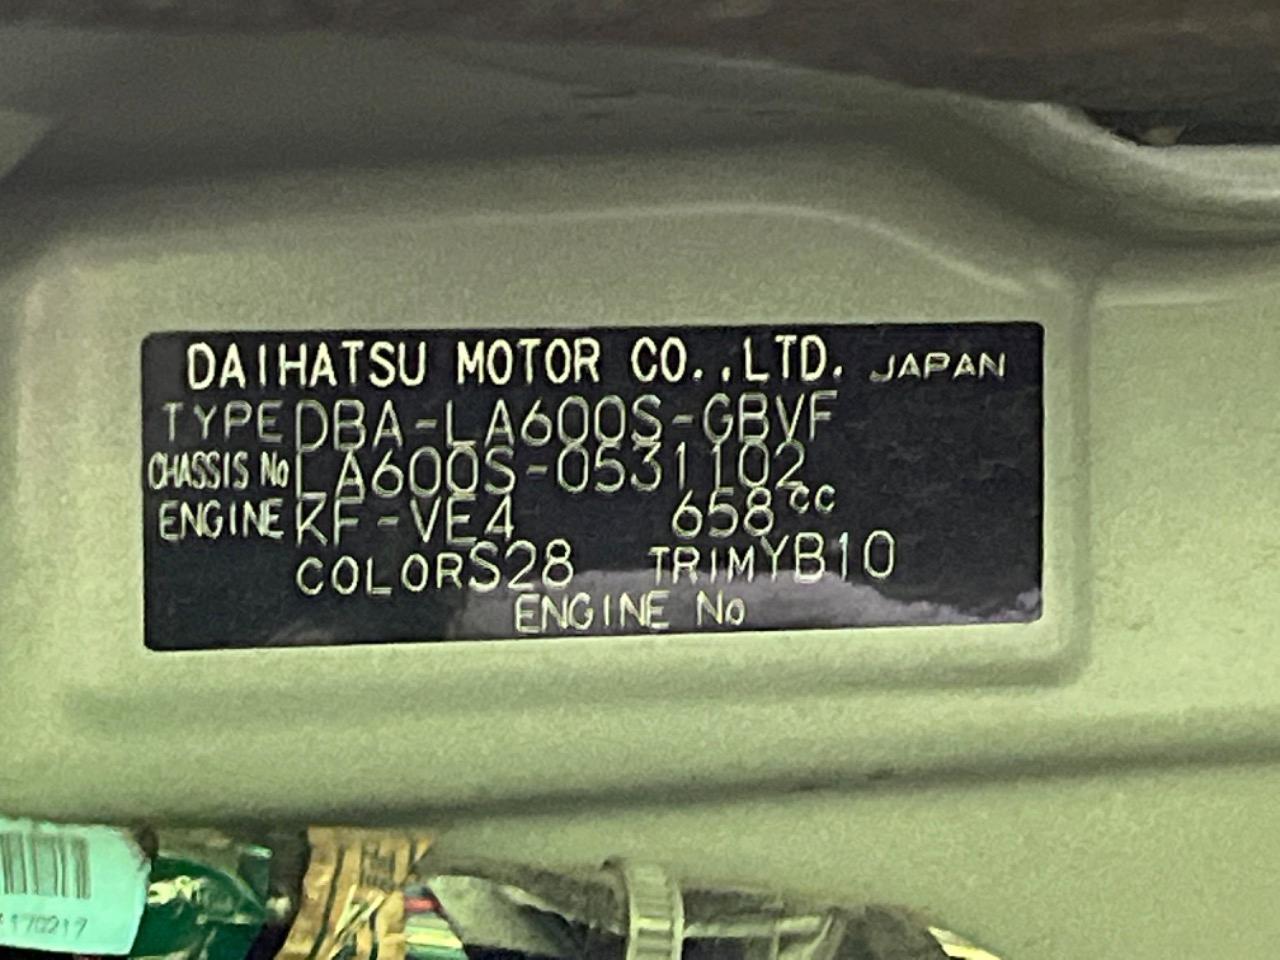 DAIHATSU MOTOR CO.,LTD. JAPAN
TYPE DBA-LA600S-GBVF
CHASSIS No LA600S-0531102
ENGINE KF-VE4 658cc
COLOR S28 TRIM YB10
ENGINE No
170217